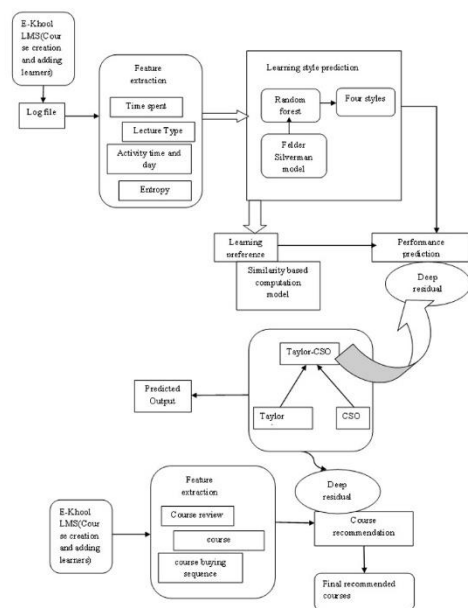 E-Khool
LMS(Cour
se creation
and adding
learners)
Log file
Feature
extraction
Time spent
Lecture Type
Activity time and
day
Entropy
Learning style prediction
Random
forest
Four styles
Felder
Silverman
model
Learning
preference
Similarity based
computation
model
Performance
prediction
Deep
residual
Taylor-CSO
Taylor
CSO
Predicted
Output
E-Khool
LMS(Cour
se creation
and adding
learners)
Feature
extraction
Course review
course
course buying
sequence
Deep
residual
Course
recommendation
Final recommended
courses